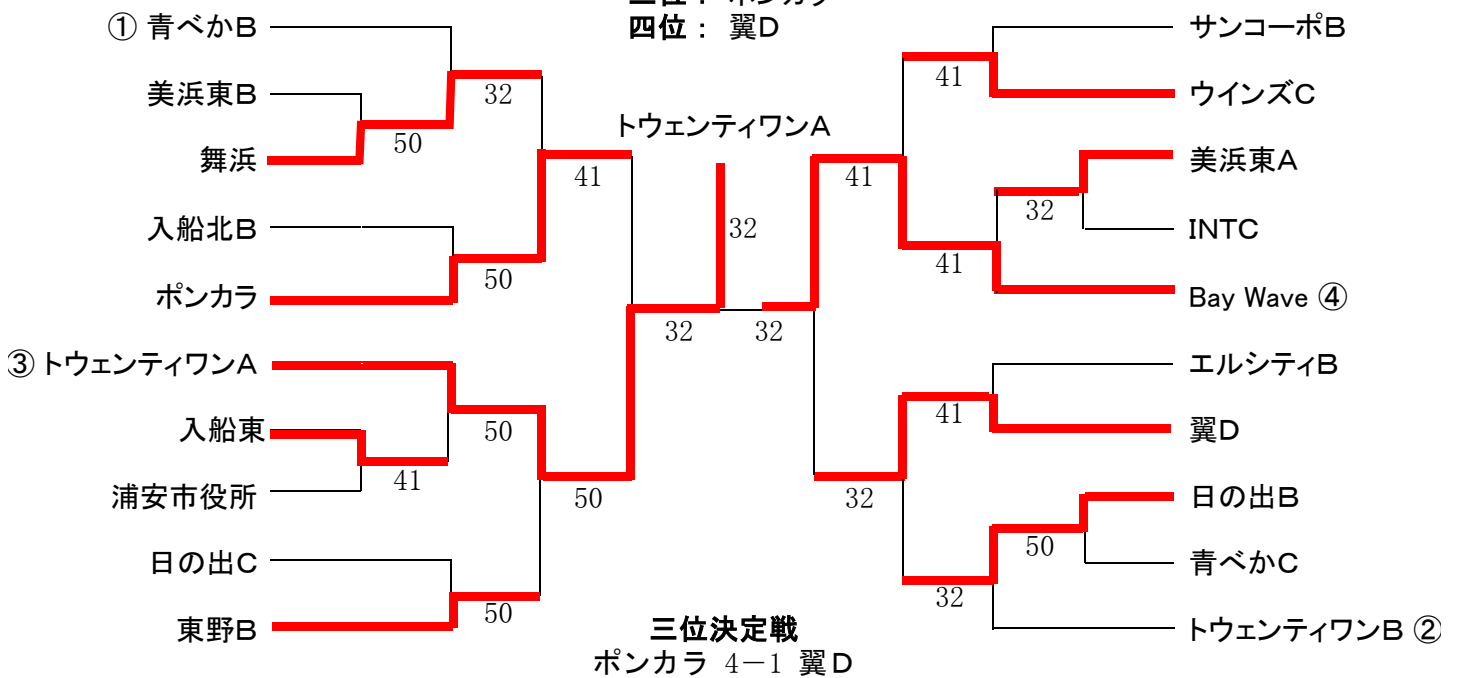 四位： 翼D
① 青べかB
美浜東B
舞浜
入船北B
ポンカラ
③ トウェンティワンA
入船東
浦安市役所
日の出C
東野B
32
50
41
50
50
41
50
50
トウェンティワンA
32
32
32
41
41
32
41
41
32
50
32
サンコーポB
ウインズC
美浜東A
INTC
Bay Wave ④
エルシティB
翼D
日の出B
青べかC
トウェンティワンB ②
三位決定戦
ポンカラ 4－1 翼D